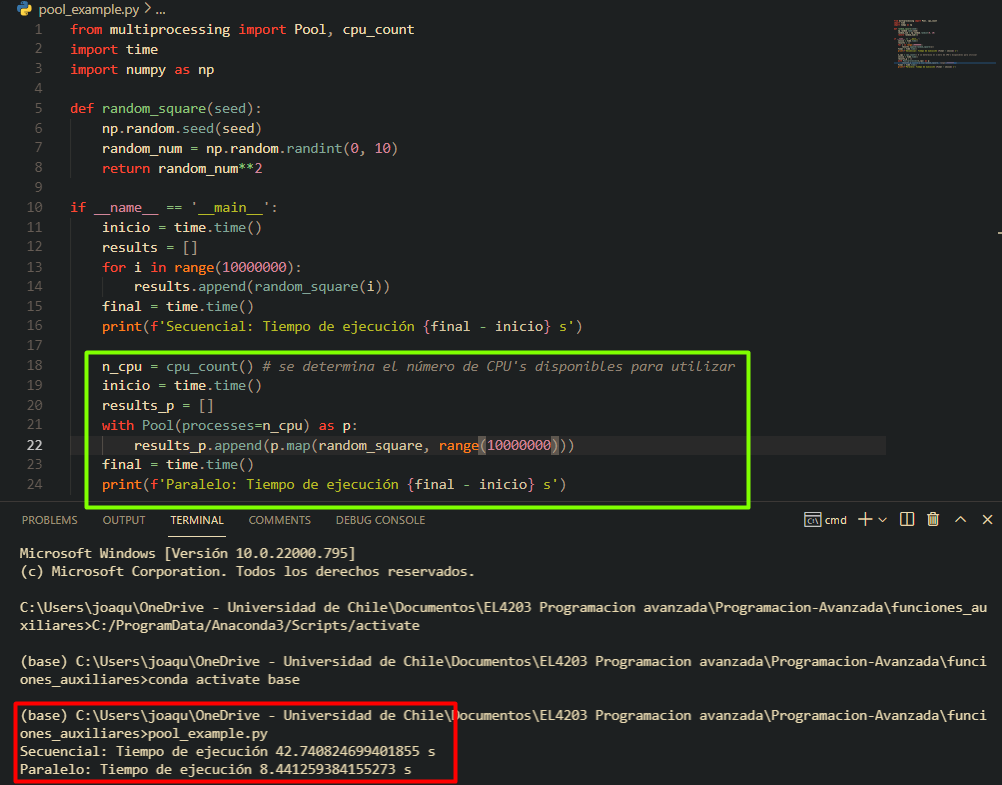 pool_example.py > ...
1 from multiprocessing import Pool, cpu_count
2 import time
3 import numpy as np
4
5 def random_square(seed):
6 np.random.seed(seed)
7 random_num = np.random.randint(0, 10)
8 return random_num**2
9
10 if __name__ == '__main__':
11 inicio = time.time()
12 results = []
13 for i in range(10000000):
14 results.append(random_square(i))
15 final = time.time()
16 print(f'Secuencial: Tiempo de ejecución {final - inicio} s')
17
18 n_cpu = cpu_count() # se determina el número de CPU's disponibles para utilizar
19 inicio = time.time()
20 results_p = []
21 with Pool(processes=n_cpu) as p:
22 results_p.append(p.map(random_square, range(10000000)))
23 final = time.time()
24 print(f'Paralelo: Tiempo de ejecución {final - inicio} s')
PROBLEMS OUTPUT TERMINAL COMMENTS DEBUG CONSOLE cmd
Microsoft Windows [Versión 10.0.22000.795]
(c) Microsoft Corporation. Todos los derechos reservados.
C:\Users\joaqu\OneDrive - Universidad de Chile\Documentos\EL4203 Programacion avanzada\Programacion-Avanzada\funciones_au
xiliares>C:/ProgramData/Anaconda3/Scripts/activate
(base) C:\Users\joaqu\OneDrive - Universidad de Chile\Documentos\EL4203 Programacion avanzada\Programacion-Avanzada\funci
ones_auxiliares>conda activate base
(base) C:\Users\joaqu\OneDrive - Universidad de Chile\Documentos\EL4203 Programacion avanzada\Programacion-Avanzada\funci
ones_auxiliares>pool_example.py
Secuencial: Tiempo de ejecución 42.740824699401855 s
Paralelo: Tiempo de ejecución 8.441259384155273 s